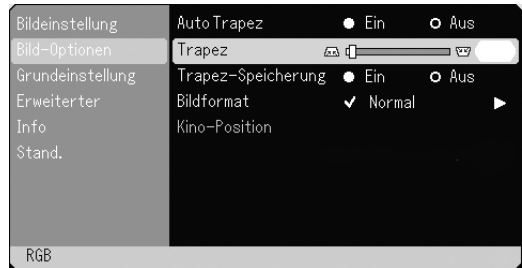 Bildeinstellung
Bild-Optionen
Grundeinstellung
Erweiterter
Info
Stand.
Auto Trapez Ein Aus
Trapez
Trapez-Speicherung Ein Aus
Bildformat Normal
Kino-Position
RGB